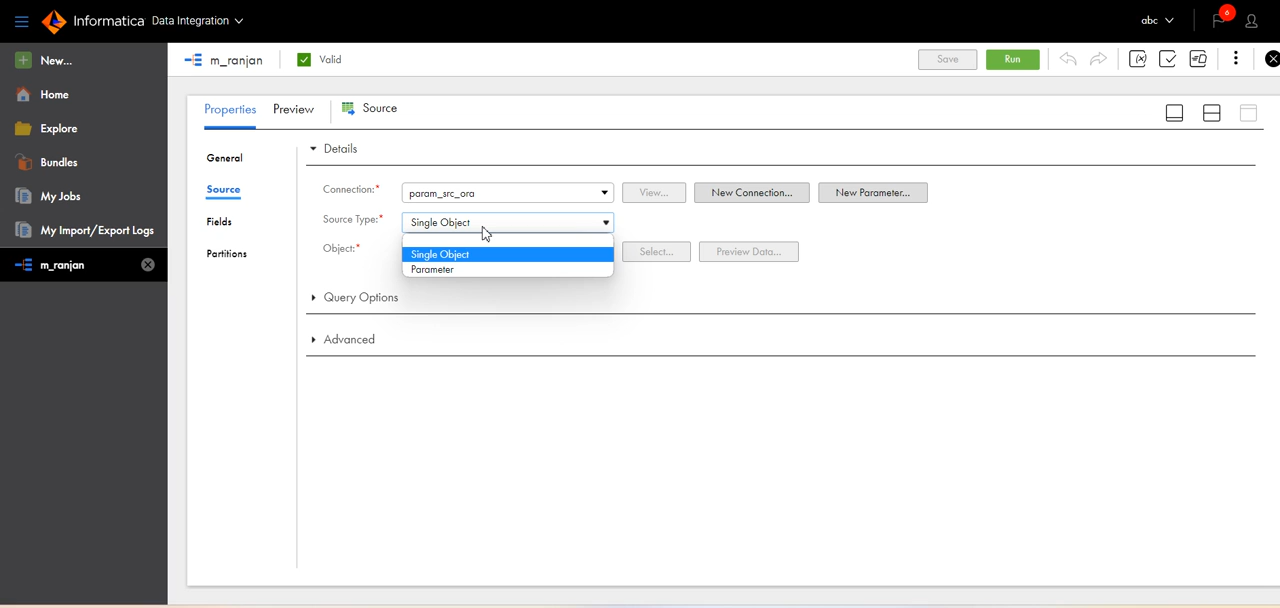 Informatica Data Integration
abc
6
New...
Home
Explore
Bundles
My Jobs
My Import/Export Logs
m_ranjan
m_ranjan
Valid
Save
Run
(x)
Properties
Preview
Source
General
Source
Fields
Partitions
Details
Connection:*
param_src_ora
View...
New Connection...
New Parameter...
Source Type:*
Single Object
Object:*
Single Object
Parameter
Select...
Preview Data...
Query Options
Advanced